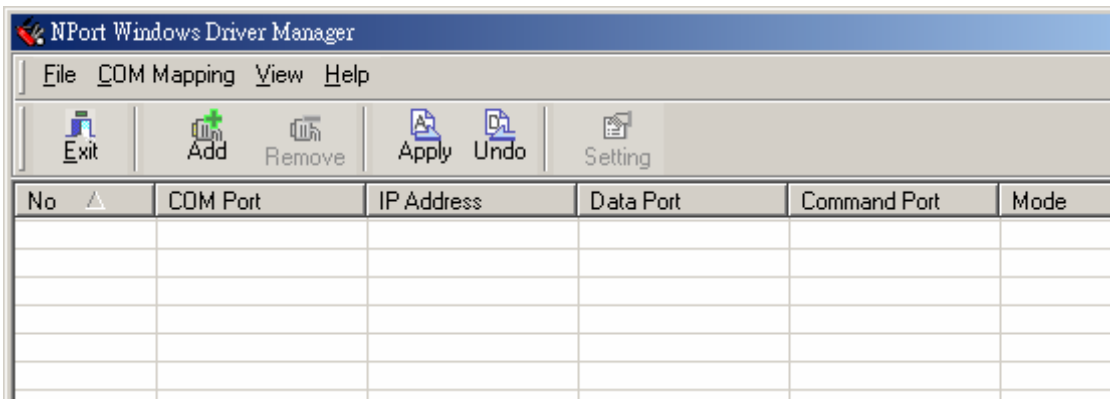 NPort Windows Driver Manager
File COM Mapping View Help
Exit Add Remove Apply Undo Setting
No COM Port IP Address Data Port Command Port Mode